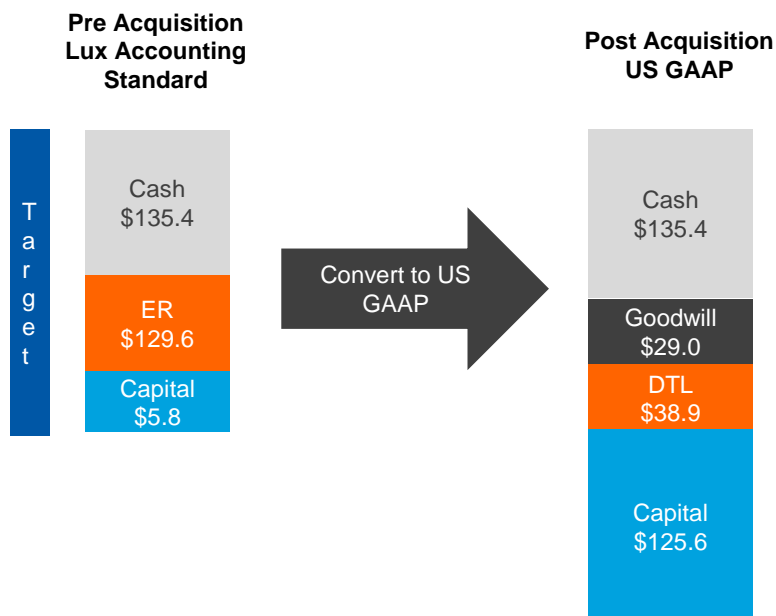 Pre Acquisition
Lux Accounting
Standard
Post Acquisition
US GAAP
Target
Cash
$135.4
ER
$129.6
Capital
$5.8
Convert to US
GAAP
Cash
$135.4
Goodwill
$29.0
DTL
$38.9
Capital
$125.6